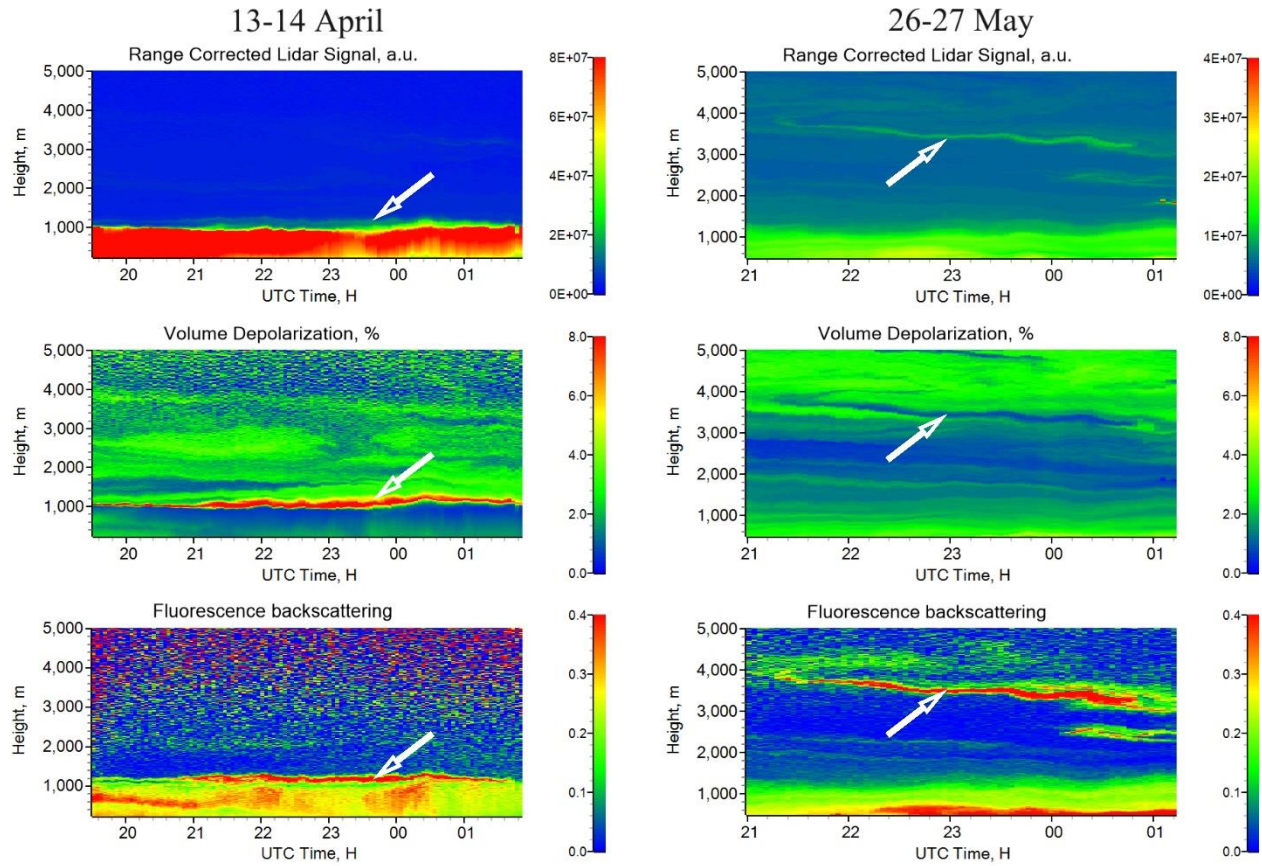 13-14 April
Range Corrected Lidar Signal, a.u.
5,000
4,000
3,000
2,000
1,000
Height, m
20 21 22 23 00 01
UTC Time, H
8E+07
6E+07
4E+07
2E+07
0E+00
Volume Depolarization, %
5,000
4,000
3,000
2,000
1,000
Height, m
20 21 22 23 00 01
UTC Time, H
8.0
6.0
4.0
2.0
0.0
Fluorescence backscattering
5,000
4,000
3,000
2,000
1,000
Height, m
20 21 22 23 00 01
UTC Time, H
0.4
0.3
0.2
0.1
0.0
26-27 May
Range Corrected Lidar Signal, a.u.
5,000
4,000
3,000
2,000
1,000
Height, m
21 22 23 00 01
UTC Time, H
4E+07
3E+07
2E+07
1E+07
0E+00
Volume Depolarization, %
5,000
4,000
3,000
2,000
1,000
Height, m
21 22 23 00 01
UTC Time, H
8.0
6.0
4.0
2.0
0.0
Fluorescence backscattering
5,000
4,000
3,000
2,000
1,000
Height, m
21 22 23 00 01
UTC Time, H
0.4
0.3
0.2
0.1
0.0